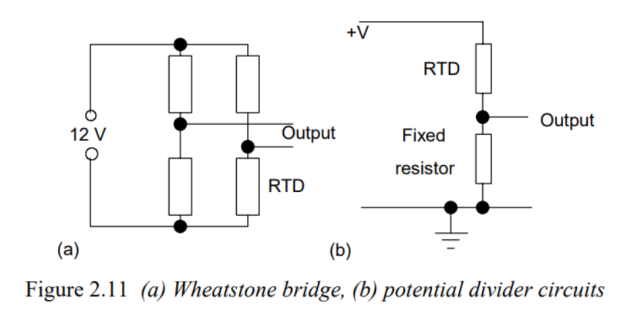 +V
RTD
12 V
Output
Fixed
resistor
Output
RTD
(a)
(b)
Figure 2.11 (a) Wheatstone bridge, (b) potential divider circuits